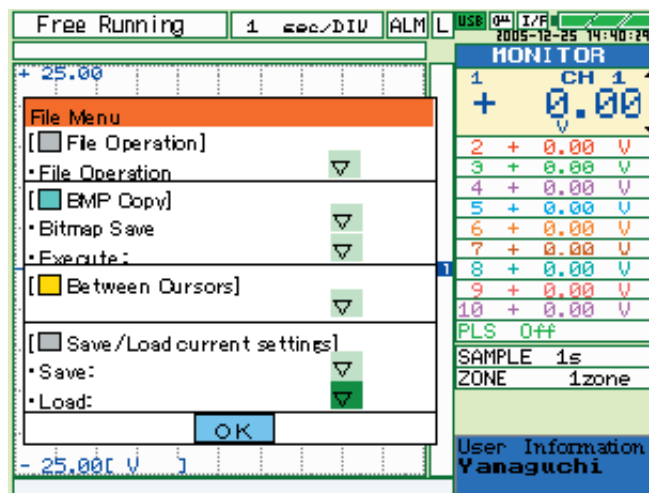 Free Running 1 sec/DIV ALM L USB I/F
2005-12-25 14:40:29
+ 25.00
MONITOR
1 CH 1
+ 0.00
V
2 + 0.00 V
3 + 0.00 V
4 + 0.00 V
5 + 0.00 V
6 + 0.00 V
7 + 0.00 V
8 + 0.00 V
9 + 0.00 V
10 + 0.00 V
PLS Off
SAMPLE 1s
ZONE 1zone
User Information
Yamaguchi
File Menu
[File Operation]
・File Operation
[BMP Copy]
・Bitmap Save
・Execute:
[Between Cursors]
[Save/Load current settings]
・Save:
・Load:
OK
1
- 25.00[ V ]